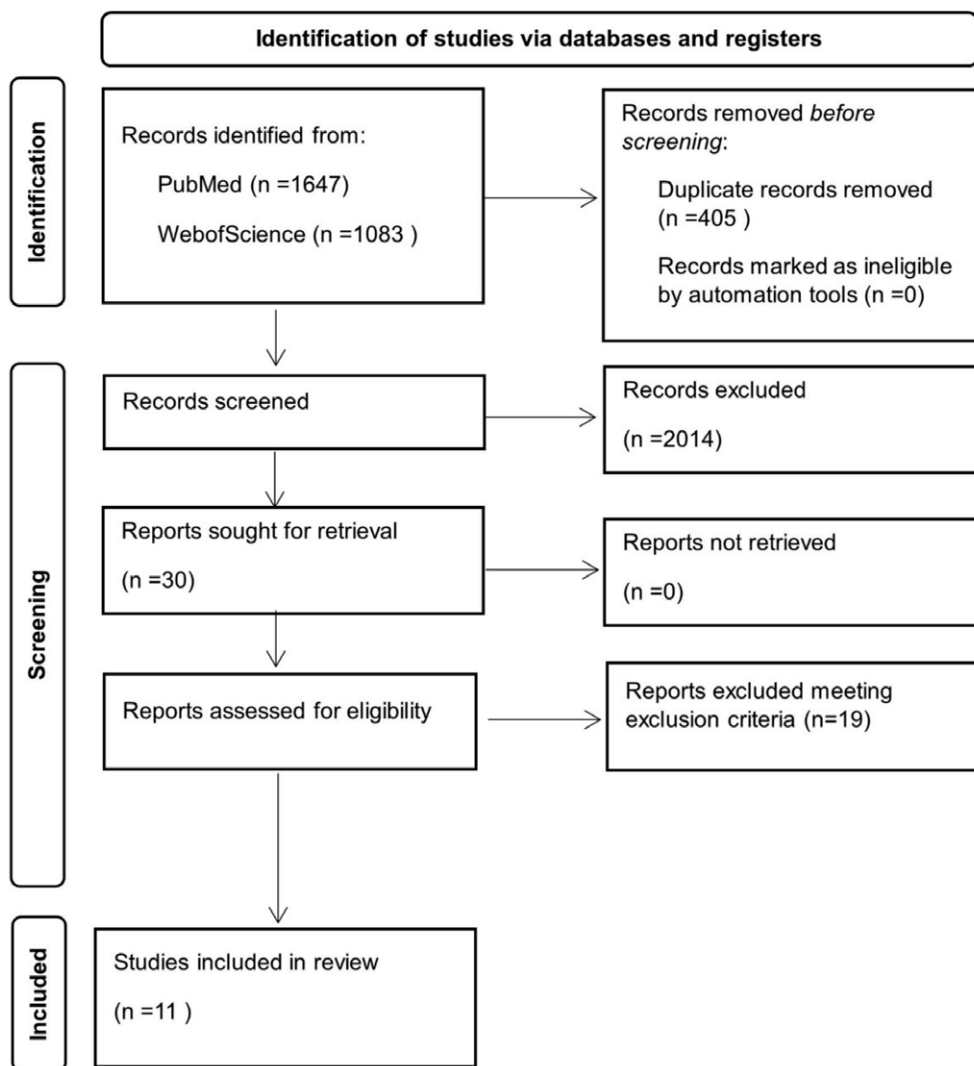 Identification of studies via databases and registers
Identification
Records identified from:
PubMed (n =1647)
WebofScience (n =1083 )
Records removed before
screening:
Duplicate records removed
(n =405 )
Records marked as ineligible
by automation tools (n =0)
Screening
Records screened
Records excluded
(n =2014)
Reports sought for retrieval
(n =30)
Reports not retrieved
(n =0)
Reports assessed for eligibility
Reports excluded meeting
exclusion criteria (n=19)
Included
Studies included in review
(n =11 )